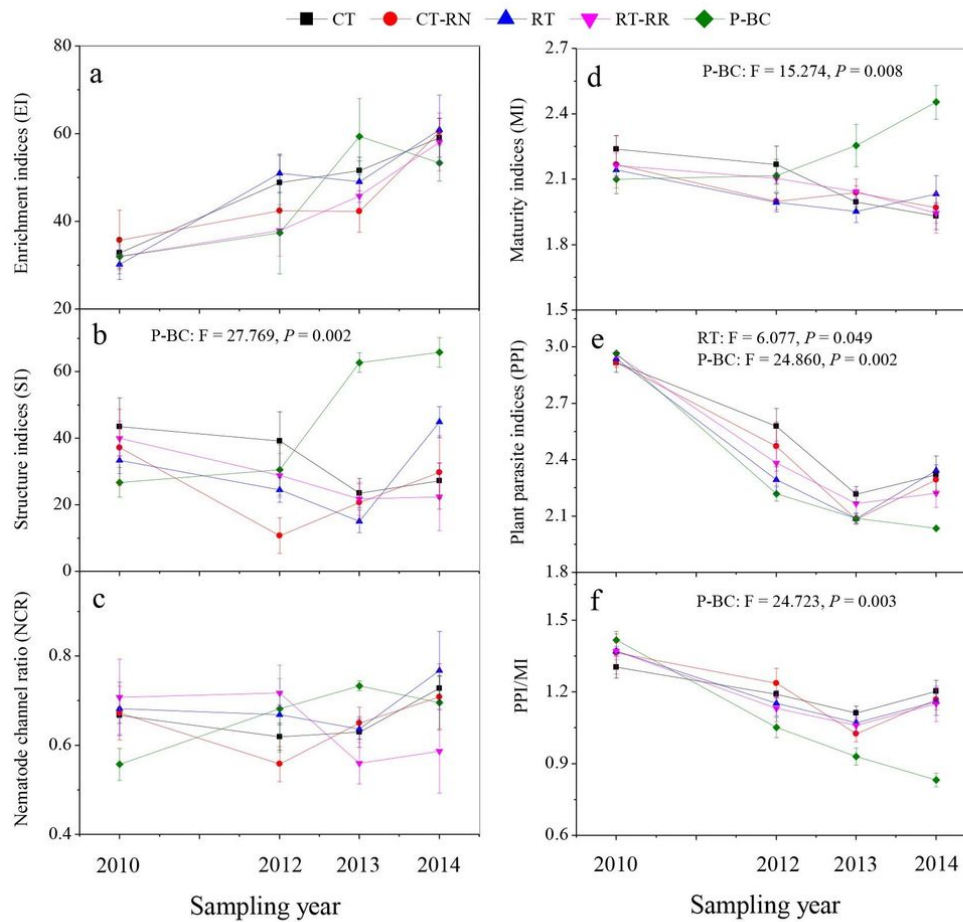 CT CT-RN RT RT-RR P-BC
a
80
60
40
20
Enrichment indices (EI)
b
P-BC: F = 27.769, P = 0.002
60
40
20
0
Structure indices (SI)
c
0.8
0.6
0.4
Nematode channel ratio (NCR)
2010 2012 2013 2014
Sampling year
d
P-BC: F = 15.274, P = 0.008
2.7
2.4
2.1
1.8
1.5
Maturity indices (MI)
e
RT: F = 6.077, P = 0.049
P-BC: F = 24.860, P = 0.002
3.0
2.6
2.2
1.8
Plant parasite indices (PPI)
f
P-BC: F = 24.723, P = 0.003
1.5
1.2
0.9
0.6
PPI/MI
2010 2012 2013 2014
Sampling year